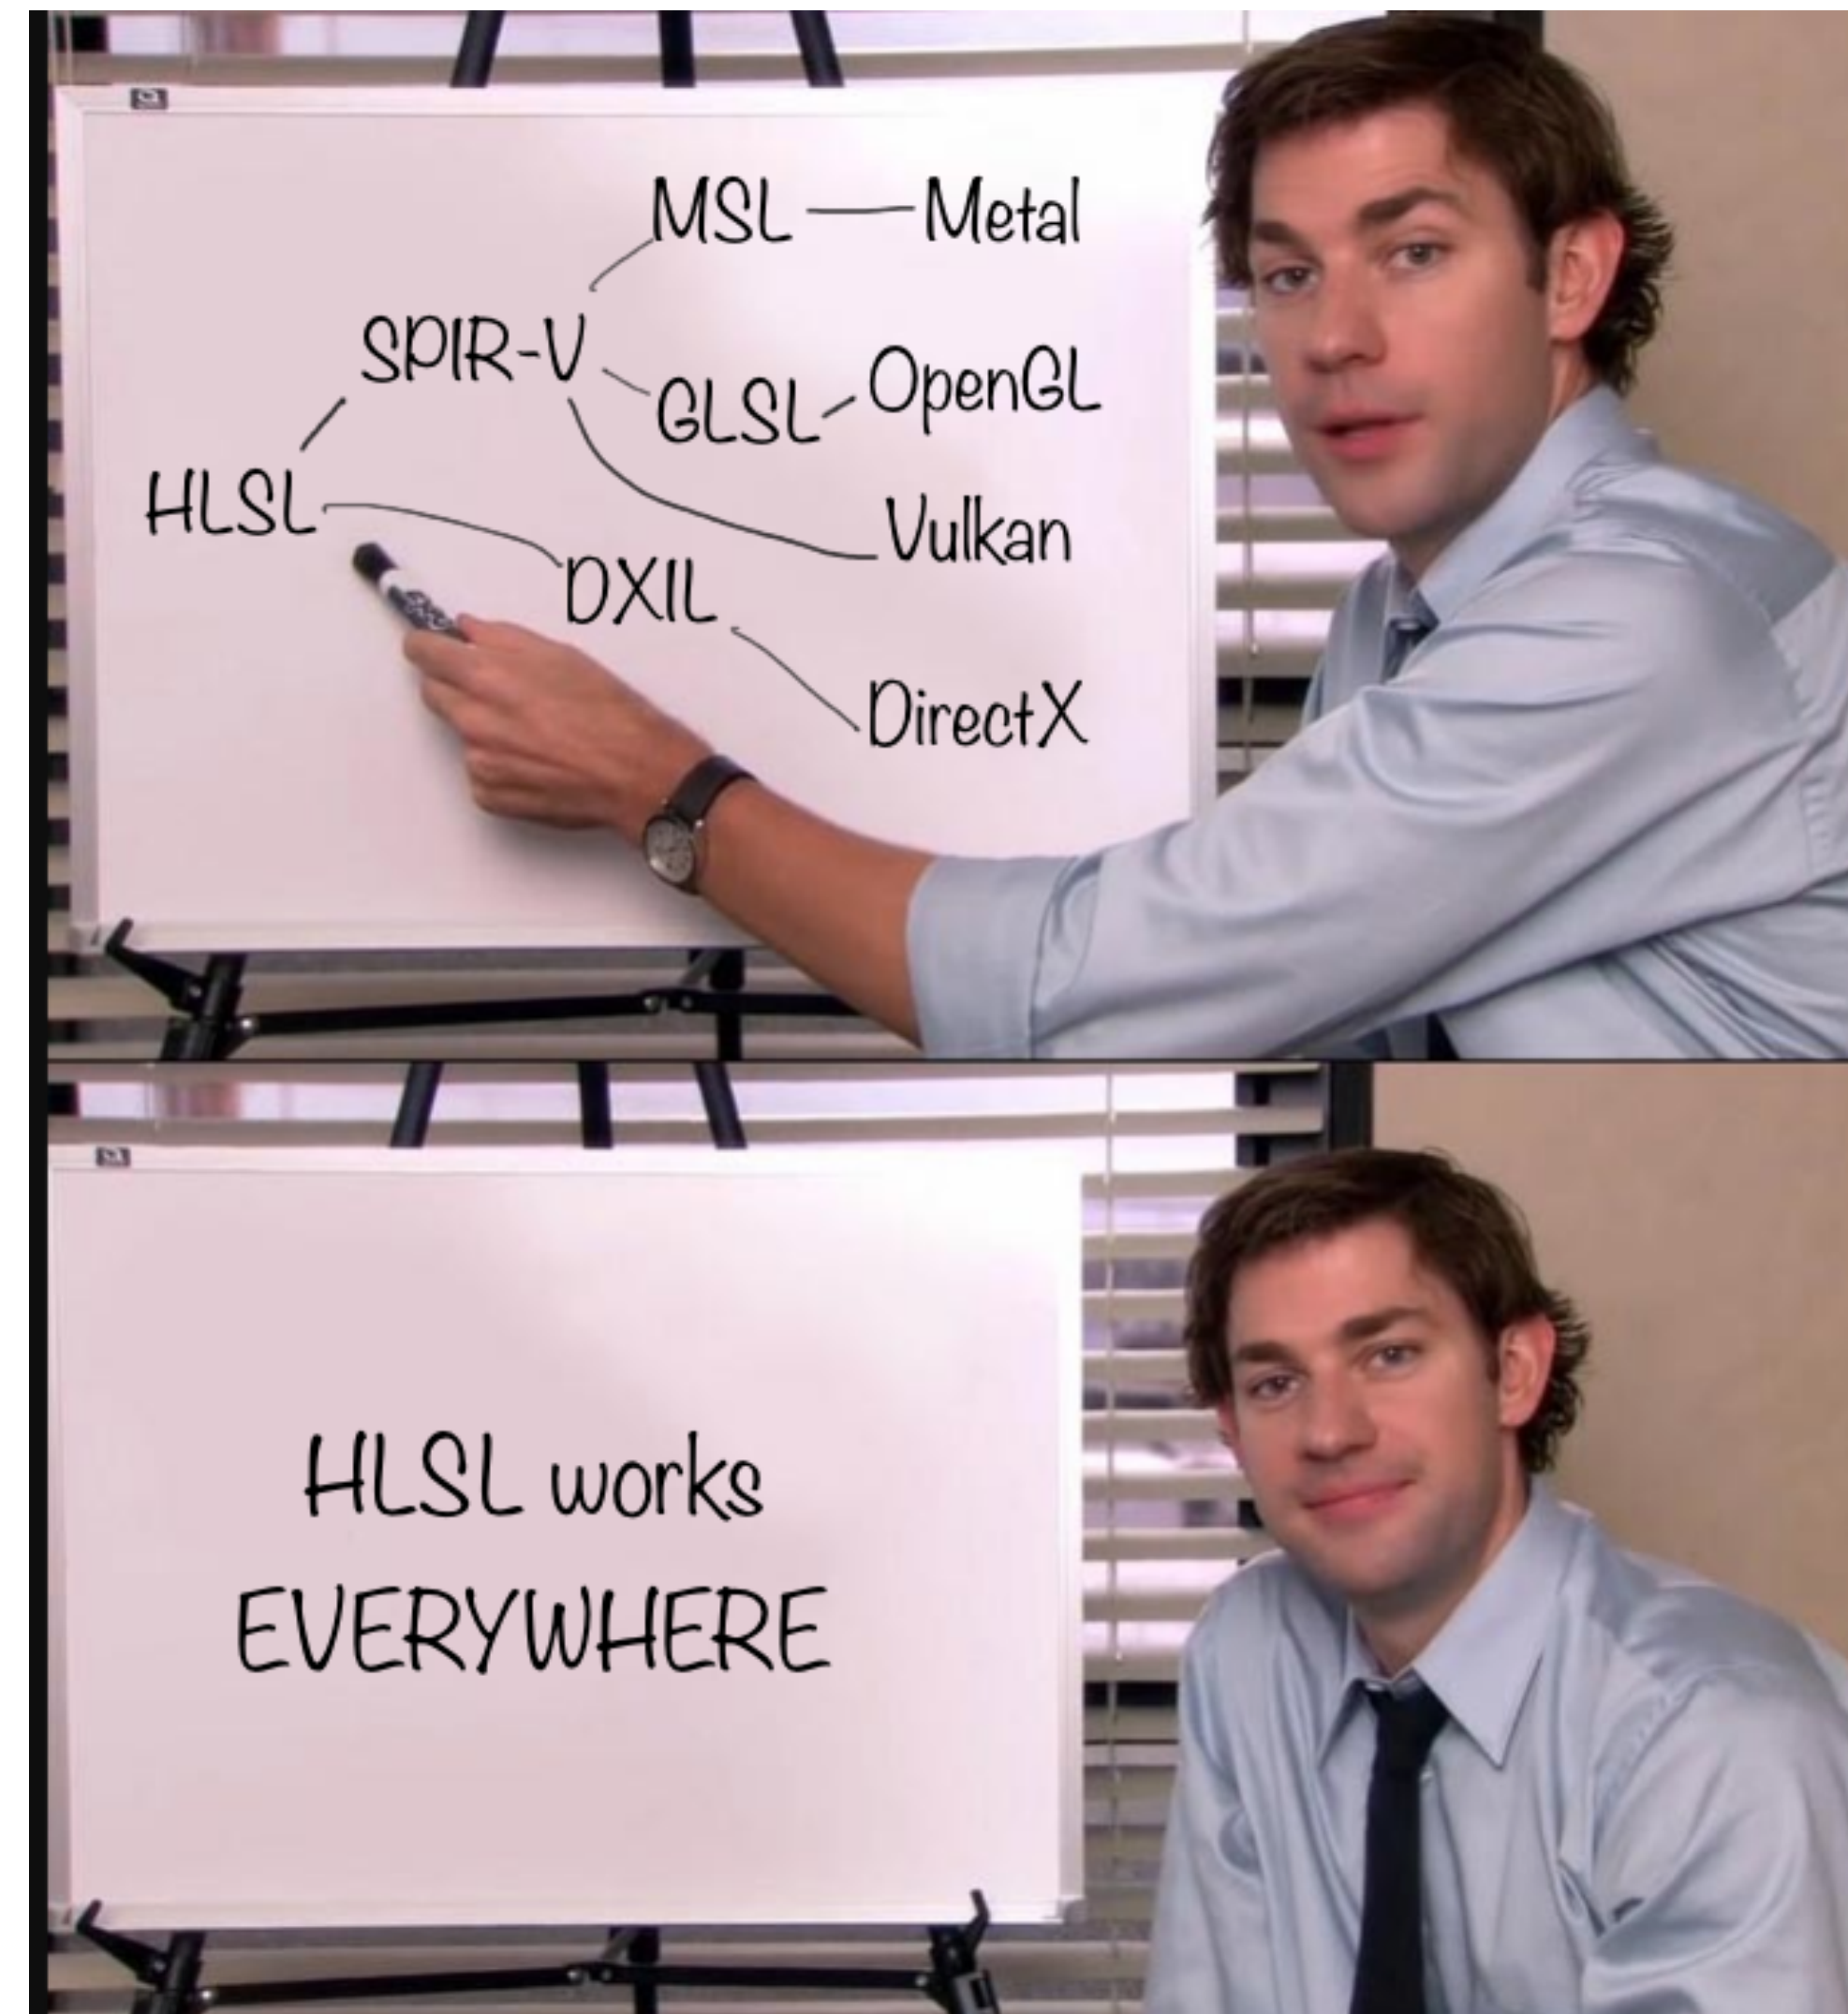 MSL — Metal
SPIR-V
GLSL - OpenGL
HLSL
Vulkan
DXIL
DirectX
HLSL works
EVERYWHERE